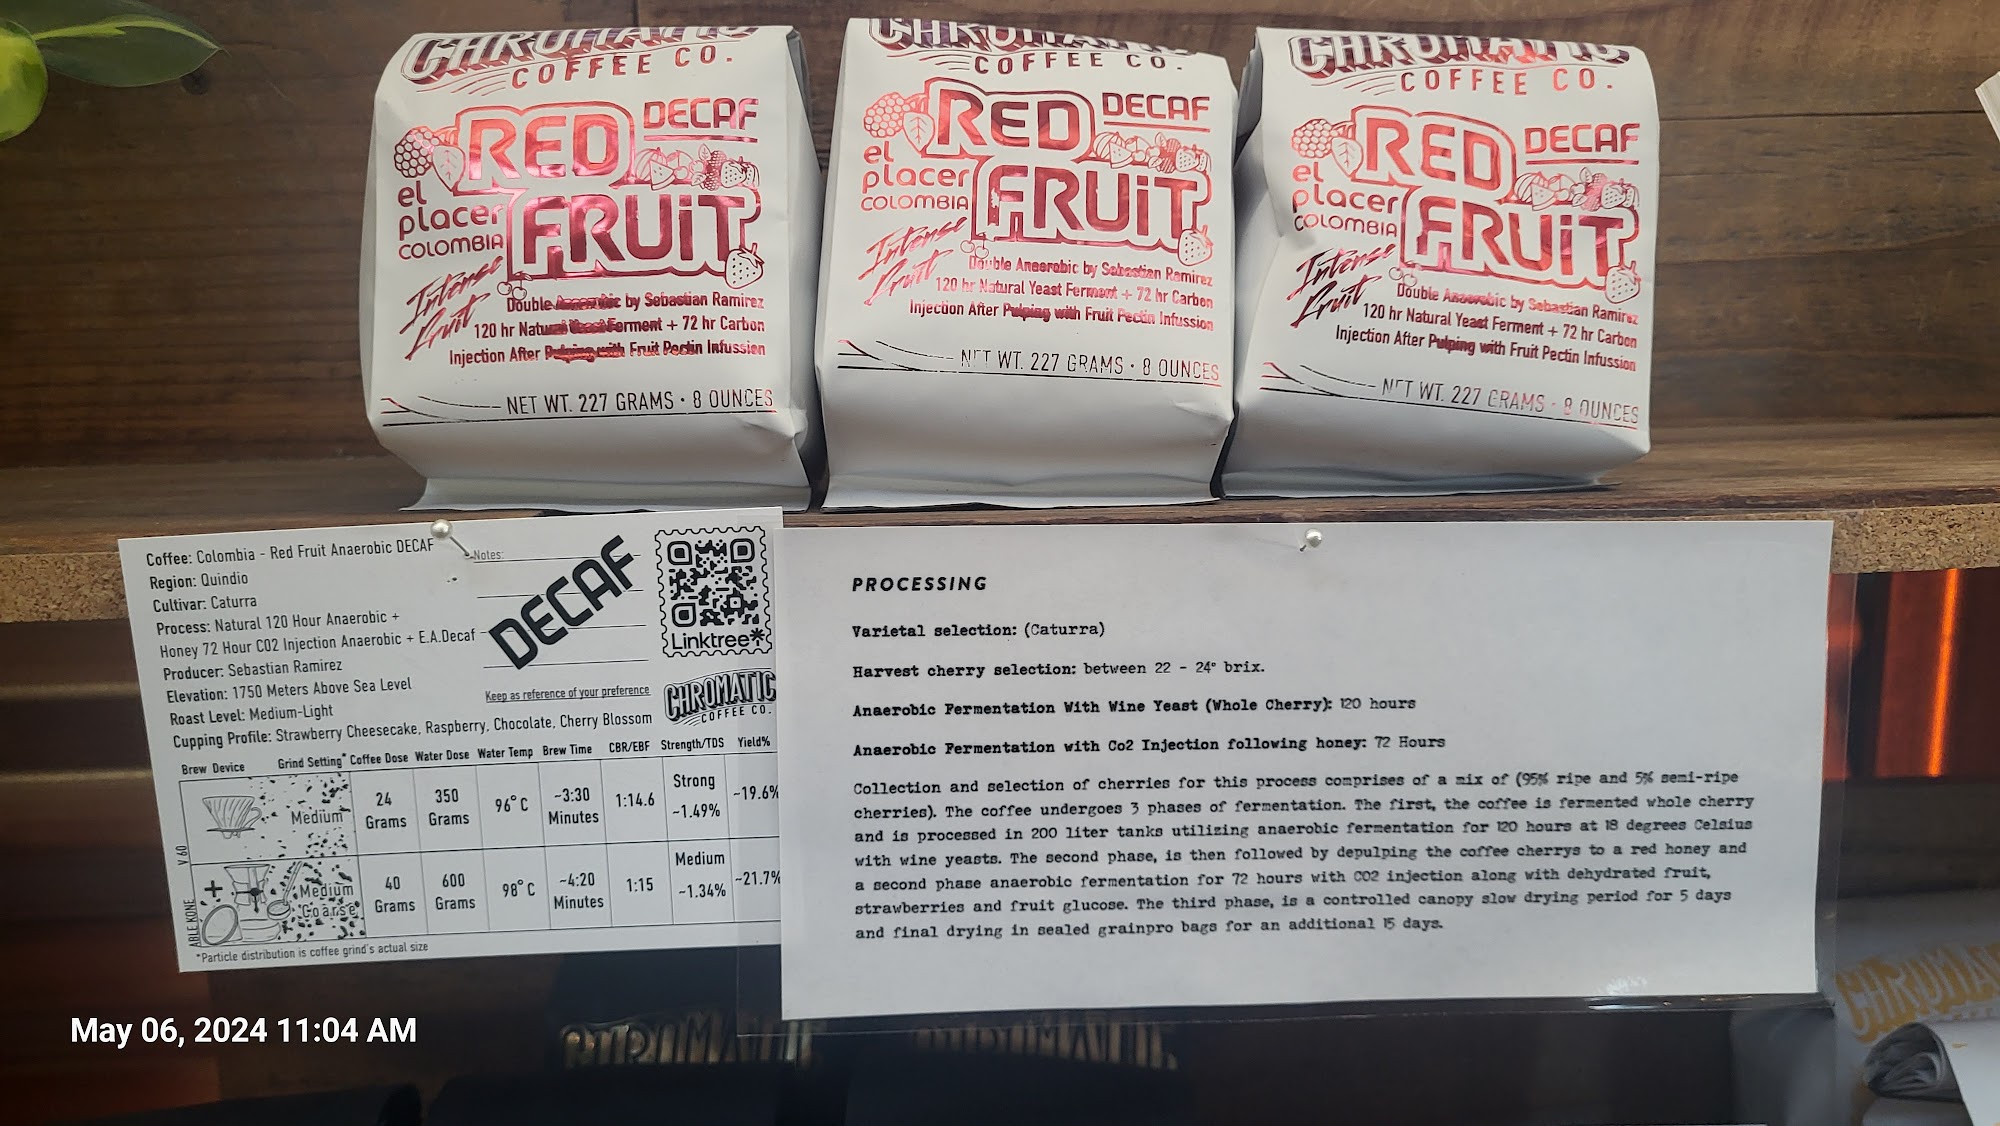 CHROMATIC
COFFEE CO.
RED
DECAF
el
placer
COLOMBIA
FRUiT
Intense
Fruit
Double Anaerobic by Sebastian Ramirez
120 hr Natural Yeast Ferment + 72 hr Carbon
Injection After Pulping with Fruit Pectin Infussion
NET WT. 227 GRAMS · 8 OUNCES
CHROMATIC
COFFEE CO.
RED
DECAF
el
placer
COLOMBIA
FRUiT
Intense
Fruit
Double Anaerobic by Sebastian Ramirez
120 hr Natural Yeast Ferment + 72 hr Carbon
Injection After Pulping with Fruit Pectin Infussion
NET WT. 227 GRAMS · 8 OUNCES
CHROMATIC
COFFEE CO.
RED
DECAF
el
placer
COLOMBIA
FRUiT
Intense
Fruit
Double Anaerobic by Sebastian Ramirez
120 hr Natural Yeast Ferment + 72 hr Carbon
Injection After Pulping with Fruit Pectin Infussion
NET WT. 227 GRAMS · 8 OUNCES
Coffee: Colombia - Red Fruit Anaerobic DECAF
Region: Quindio
Cultivar: Caturra
Process: Natural 120 Hour Anaerobic +
Honey 72 Hour CO2 Injection Anaerobic + E.A.Decaf
Producer: Sebastian Ramirez
Elevation: 1750 Meters Above Sea Level
Roast Level: Medium-Light
Cupping Profile: Strawberry Cheesecake, Raspberry, Chocolate, Cherry Blossom
Notes:
DECAF
Keep as reference of your preference
Linktree*
CHROMATIC
COFFEE CO.
Brew Device Grind Setting* Coffee Dose Water Dose Water Temp Brew Time CBR/EBF Strength/TDS Yield%
V60 Medium 24 Grams 350 Grams 96°C ~3:30 Minutes 1:14.6 Strong ~1.49% ~19.6%
ABLE KONE + Medium Coarse 40 Grams 600 Grams 98°C ~4:20 Minutes 1:15 Medium ~1.34% ~21.7%
*Particle distribution is coffee grind's actual size
PROCESSING
Varietal selection: (Caturra)
Harvest cherry selection: between 22 - 24° brix.
Anaerobic Fermentation With Wine Yeast (Whole Cherry): 120 hours
Anaerobic Fermentation with Co2 Injection following honey: 72 Hours
Collection and selection of cherries for this process comprises of a mix of (95% ripe and 5% semi-ripe
cherries). The coffee undergoes 3 phases of fermentation. The first, the coffee is fermented whole cherry
and is processed in 200 liter tanks utilizing anaerobic fermentation for 120 hours at 18 degrees Celsius
with wine yeasts. The second phase, is then followed by depulping the coffee cherrys to a red honey and
a second phase anaerobic fermentation for 72 hours with CO2 injection along with dehydrated fruit,
strawberries and fruit glucose. The third phase, is a controlled canopy slow drying period for 5 days
and final drying in sealed grainpro bags for an additional 15 days.
CHROMATIC
May 06, 2024 11:04 AM